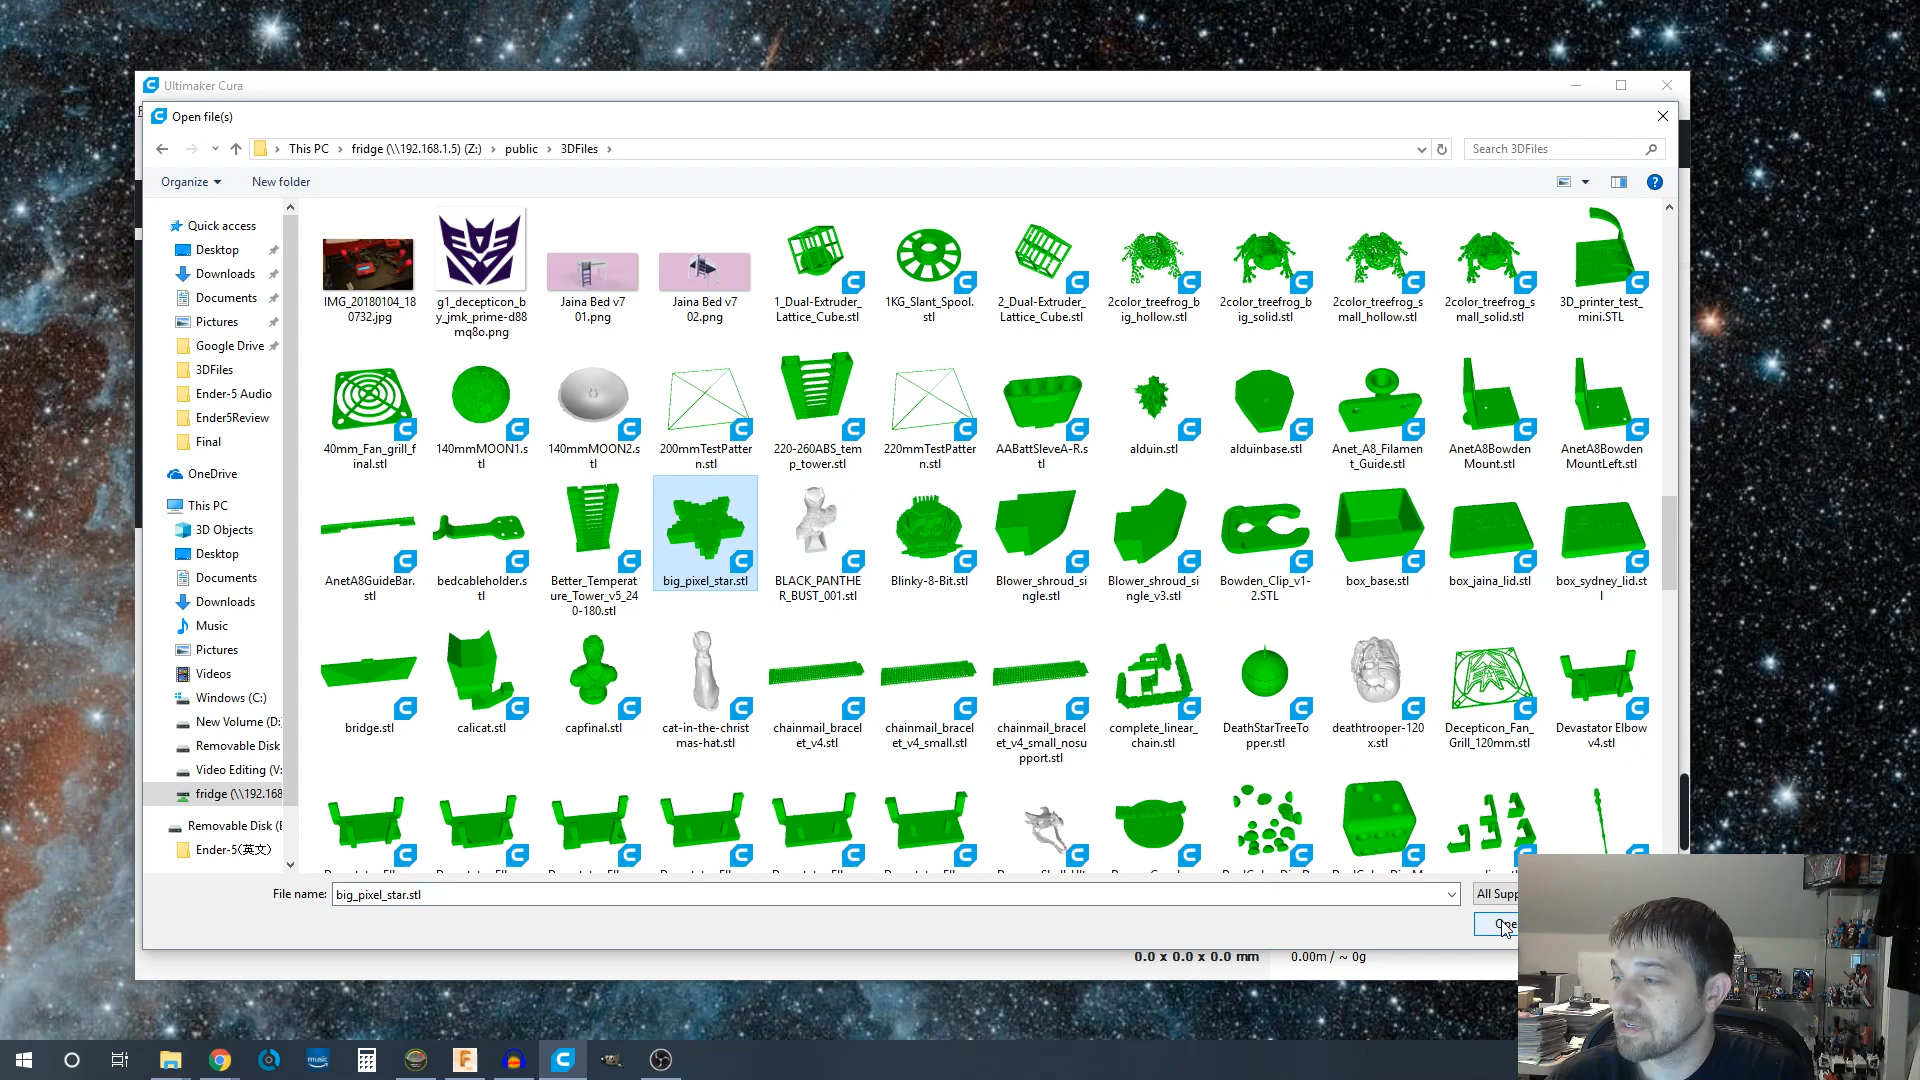 Ultimaker Cura
Open file(s)
This PC > fridge (\\192.168.1.5) (Z:) > public > 3DFiles >
Search 3DFiles
Organize
New folder
Quick access
Desktop
Downloads
Documents
Pictures
Google Drive
3DFiles
Ender-5 Audio
Ender5Review
Final
OneDrive
This PC
3D Objects
Desktop
Documents
Downloads
Music
Pictures
Videos
Windows (C:)
New Volume (D:
Removable Disk
Video Editing (V:
fridge (\\192.168
Removable Disk (E
Ender-5(英文)
IMG_20180104_18
0732.jpg
g1_decepticon_b
y_jmk_prime-d88
mq8o.png
Jaina Bed v7
01.png
Jaina Bed v7
02.png
1_Dual-Extruder_
Lattice_Cube.stl
1KG_Slant_Spool.
stl
2_Dual-Extruder_
Lattice_Cube.stl
2color_treefrog_b
ig_hollow.stl
2color_treefrog_b
ig_solid.stl
2color_treefrog_s
mall_hollow.stl
2color_treefrog_s
mall_solid.stl
3D_printer_test_
mini.STL
40mm_Fan_grill_f
inal.stl
140mmMOON1.s
tl
140mmMOON2.s
tl
200mmTestPatter
n.stl
220-260ABS_tem
p_tower.stl
220mmTestPatter
n.stl
AABattSleveA-R.s
tl
alduin.stl
alduinbase.stl
Anet_A8_Filamen
t_Guide.stl
AnetA8Bowden
Mount.stl
AnetA8Bowden
MountLeft.stl
AnetA8GuideBar.
stl
bedcableholder.s
tl
Better_Temperat
ure_Tower_v5_24
0-180.stl
big_pixel_star.stl
BLACK_PANTHE
R_BUST_001.stl
Blinky-8-Bit.stl
Blower_shroud_si
ngle.stl
Blower_shroud_si
ngle_v3.stl
Bowden_Clip_v1-
2.STL
box_base.stl
box_jaina_lid.stl
box_sydney_lid.st
l
bridge.stl
calicat.stl
capfinal.stl
cat-in-the-christ
mas-hat.stl
chainmail_bracel
et_v4.stl
chainmail_bracel
et_v4_small.stl
chainmail_bracel
et_v4_small_nosu
pport.stl
complete_linear_
chain.stl
DeathStarTreeTo
pper.stl
deathtrooper-120
x.stl
Decepticon_Fan_
Grill_120mm.stl
Devastator Elbow
v4.stl
File name:
big_pixel_star.stl
All Supp
Ope
0.0 x 0.0 x 0.0 mm
0.00m / ~ 0g
music